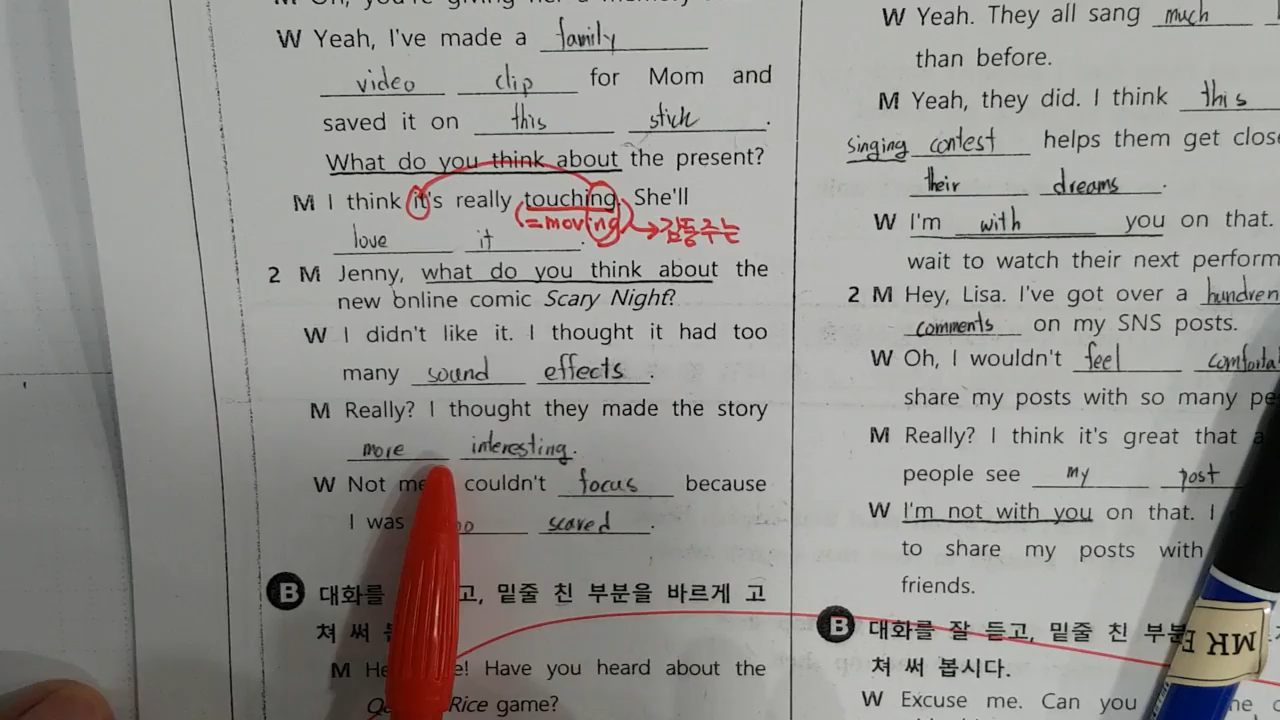 W Yeah, I've made a family
video clip for Mom and
saved it on this stick.
What do you think about the present?
M I think it's really touching. She'll
(=moving) → 감동주는
love it.
2 M Jenny, what do you think about the
new online comic Scary Night?
W I didn't like it. I thought it had too
many sound effects.
M Really? I thought they made the story
more interesting.
W Not couldn't focus because
I was scared.
B 대화를 고, 밑줄 친 부분을 바르게 고
쳐 써
M Have you heard about the
Rice game?
W Yeah. They all sang much
than before.
M Yeah, they did. I think this
singing contest helps them get
their dreams.
W I'm with you on that.
wait to watch their next
2 M Hey, Lisa. I've got over a hundren
comments on my SNS posts.
W Oh, I wouldn't feel
share my posts with so many
M Really? I think it's great that
people see my post
W I'm not with you on that. I
to share my posts with
friends.
B 대화를 잘 듣고, 밑줄 친
쳐 써 봅시다.
W Excuse me. Can you
MR